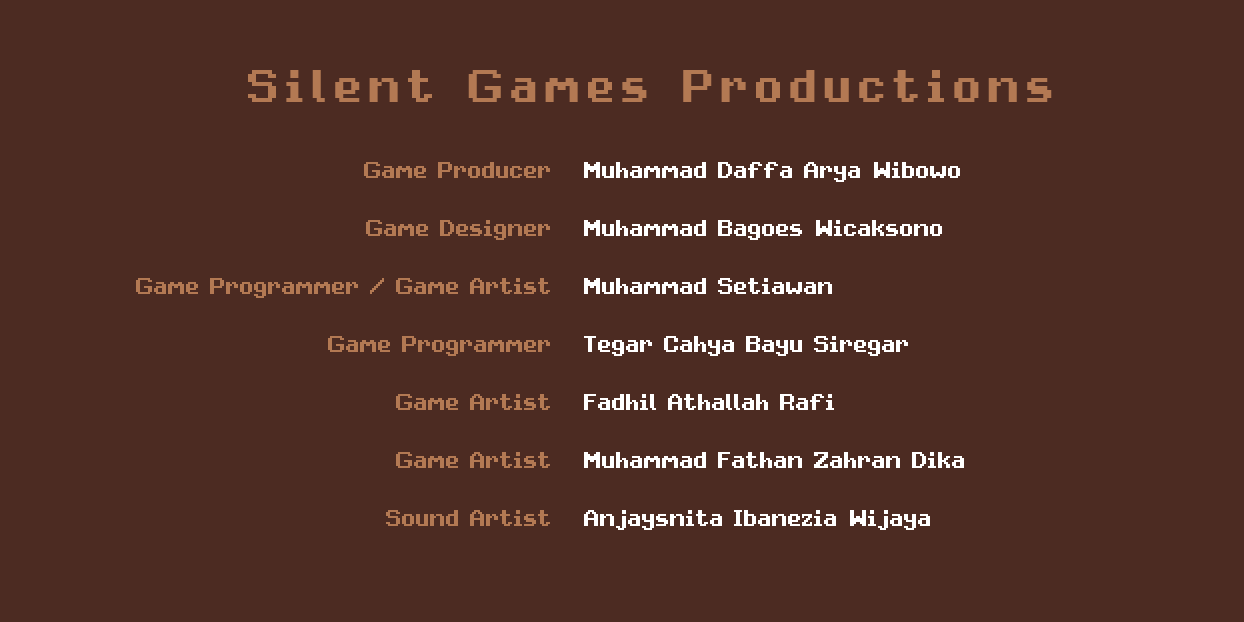 Silent Games Productions
Game Producer Muhammad Daffa Arya Wibowo
Game Designer Muhammad Bagoes Wicaksono
Game Programmer / Game Artist Muhammad Setiawan
Game Programmer Tegar Cahya Bayu Siregar
Game Artist Fadhil Athallah Rafi
Game Artist Muhammad Fathan Zahran Dika
Sound Artist Anjaysnita Ibanezia Wijaya